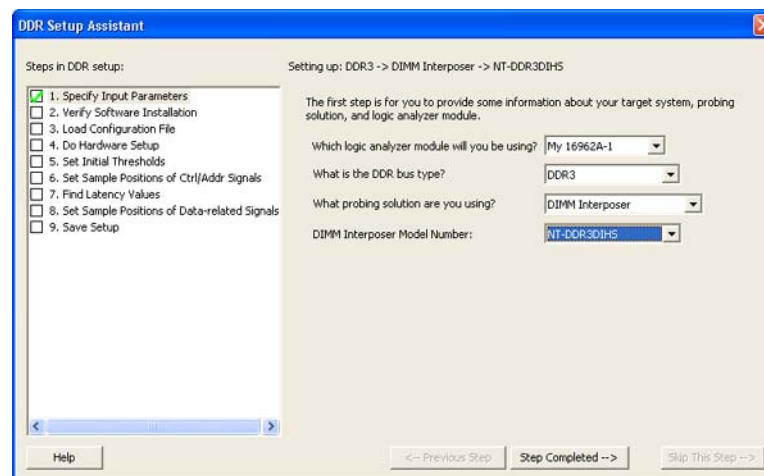 DDR Setup Assistant
Steps in DDR setup:
1. Specify Input Parameters
2. Verify Software Installation
3. Load Configuration File
4. Do Hardware Setup
5. Set Initial Thresholds
6. Set Sample Positions of Ctrl/Addr Signals
7. Find Latency Values
8. Set Sample Positions of Data-related Signals
9. Save Setup
Setting up: DDR3 -> DIMM Interposer -> NT-DDR3DIHS
The first step is for you to provide some information about your target system, probing
solution, and logic analyzer module.
Which logic analyzer module will you be using? My 16962A-1
What is the DDR bus type? DDR3
What probing solution are you using? DIMM Interposer
DIMM Interposer Model Number: NT-DDR3DIHS
Help
<-- Previous Step
Step Completed -->
Skip This Step -->